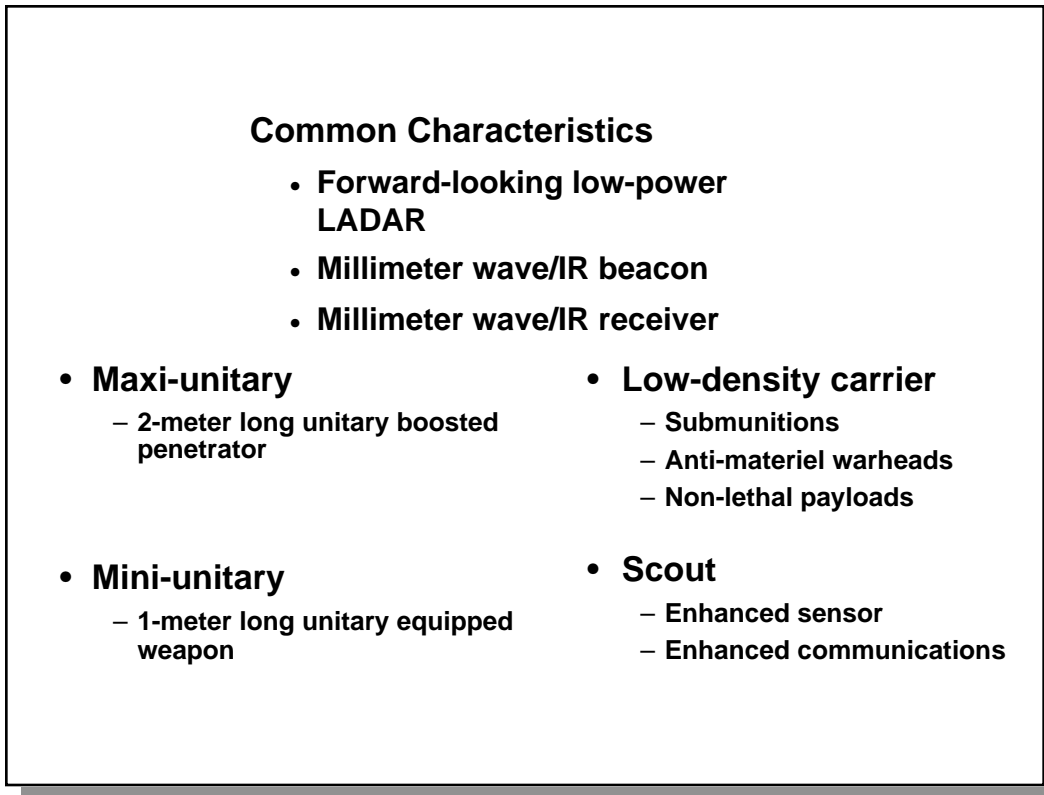 Common Characteristics
• Forward-looking low-power
LADAR
• Millimeter wave/IR beacon
• Millimeter wave/IR receiver
• Maxi-unitary
– 2-meter long unitary boosted
penetrator
• Mini-unitary
– 1-meter long unitary equipped
weapon
• Low-density carrier
– Submunitions
– Anti-materiel warheads
– Non-lethal payloads
• Scout
– Enhanced sensor
– Enhanced communications